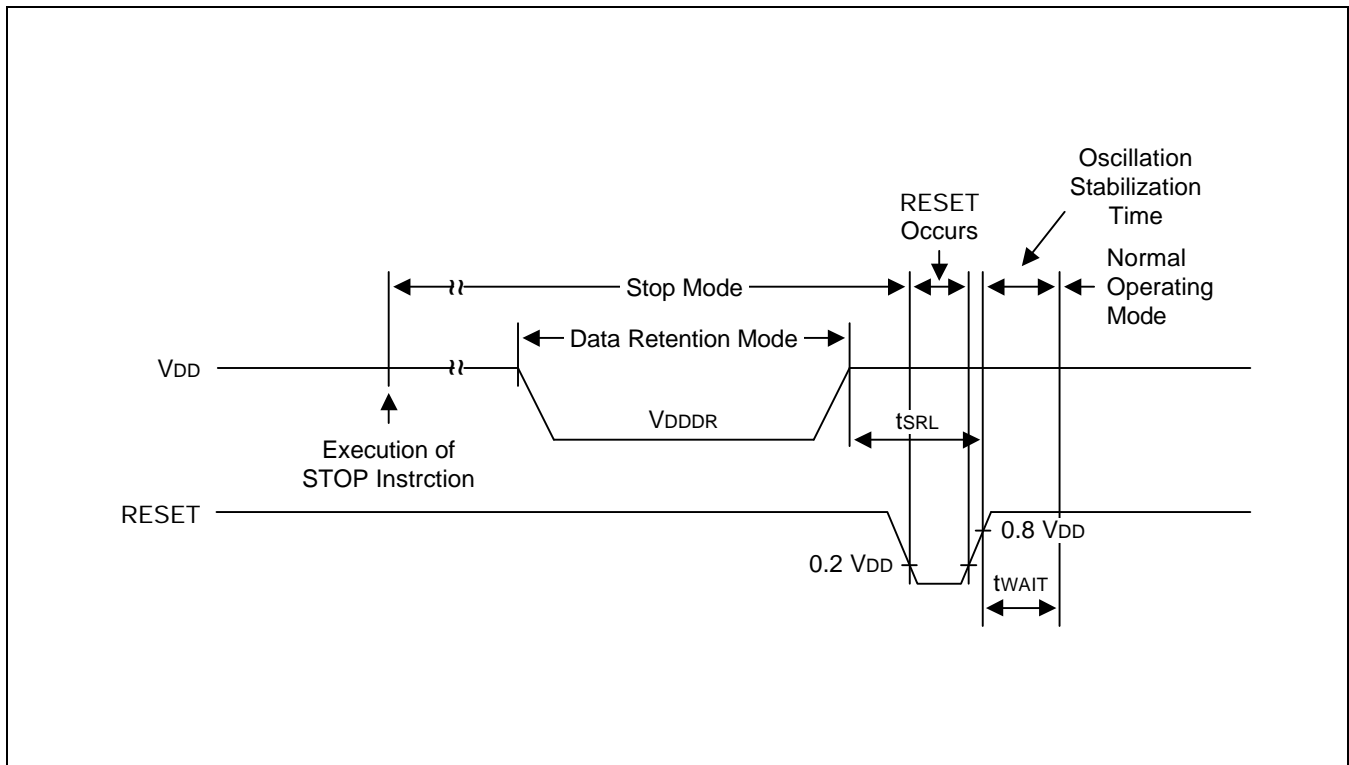 Oscillation
Stabilization
Time
RESET
Occurs
Normal
Operating
Mode
Stop Mode
Data Retention Mode
VDD
VDDDR
tSRL
Execution of
STOP Instrction
RESET
0.8 VDD
0.2 VDD
tWAIT